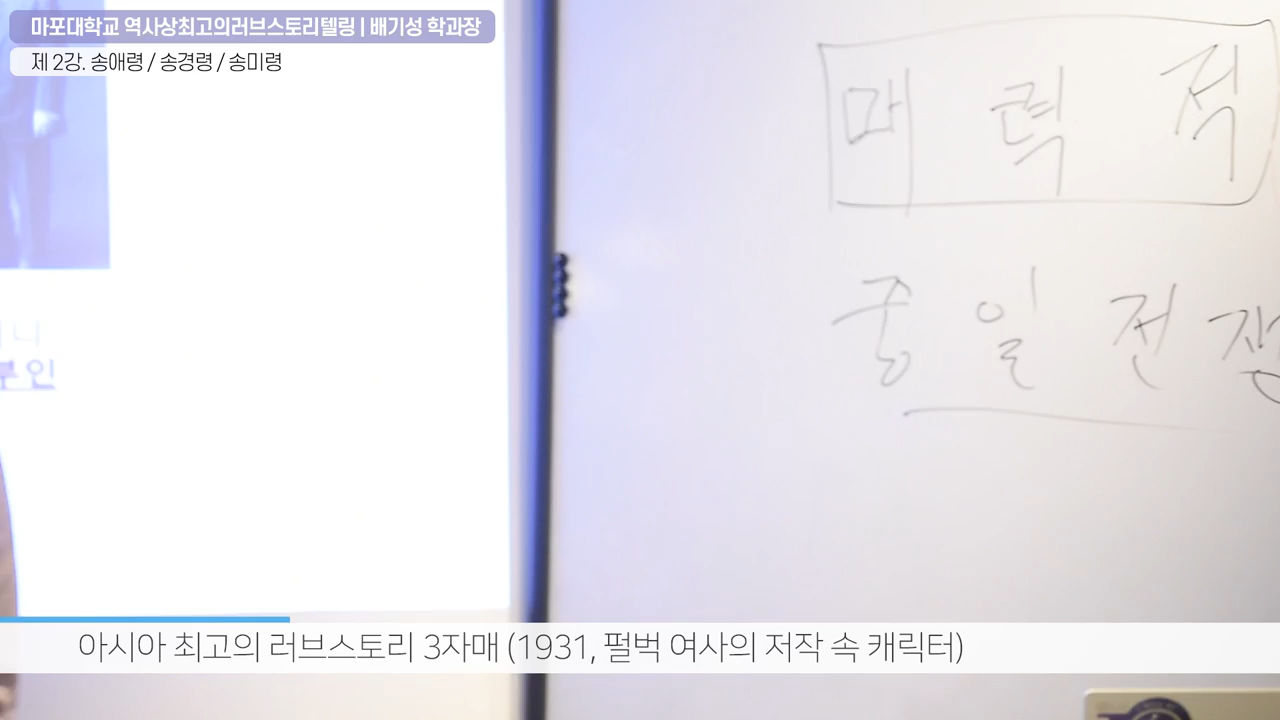 마포대학교 역사상최고의러브스토리텔링 | 배기성 학과장
제 2강. 송애령 / 송경령 / 송미령
매 력 적
중 일 전 쟁
부인
아시아 최고의 러브스토리 3자매 (1931, 펄벅 여사의 저작 속 캐릭터)